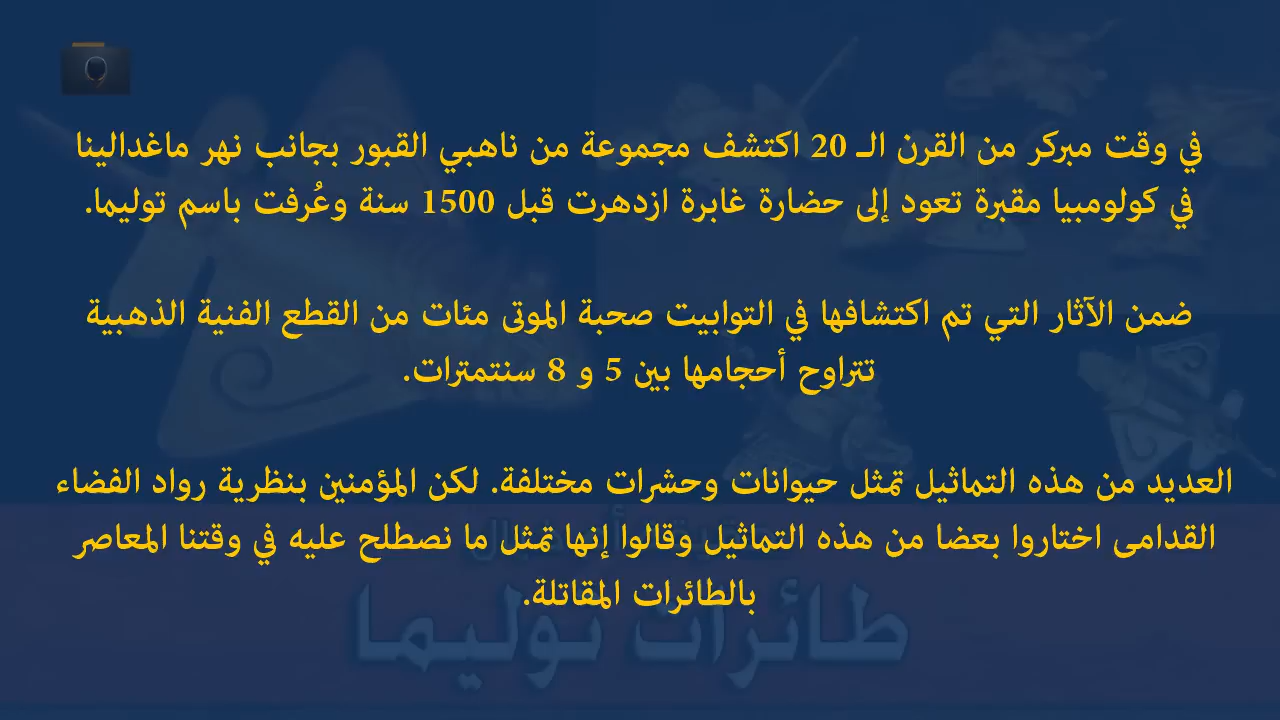 في وقت مبركر من القرن الـ 20 اكتشف مجموعة من ناهبي القبور بجانب نهر ماغدالينا
في كولومبيا مقبرة تعود إلى حضارة غابرة ازدهرت قبل 1500 سنة وعُرفت باسم توليما.
ضمن الآثار التي تم اكتشافها في التوابيت صحبة الموتى مئات من القطع الفنية الذهبية
تتراوح أحجامها بين 5 و 8 سنتمترات.
العديد من هذه التماثيل تمثل حيوانات وحشرات مختلفة. لكن المؤمنين بنظرية رواد الفضاء
القدامى اختاروا بعضا من هذه التماثيل وقالوا إنها تمثل ما نصطلح عليه في وقتنا المعاصر
بالطائرات المقاتلة.
طائرات توليما